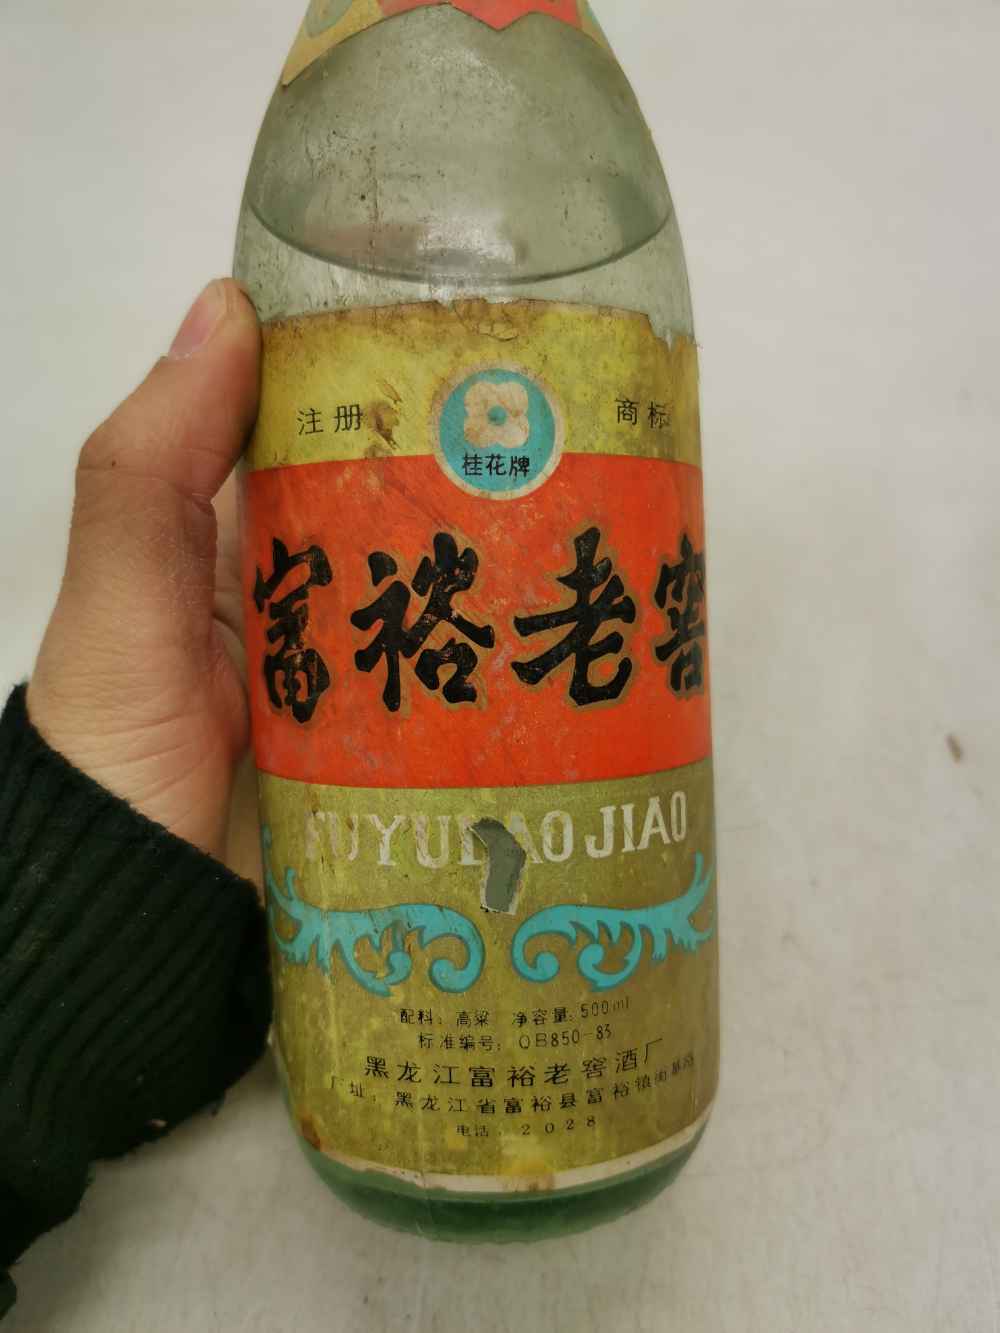 注册 商标
桂花牌
富裕老窖
FUYULAO JIAO
配料：高粱 净容量：500ml
标准编号：QB850-83
黑龙江富裕老窖酒厂
厂址：黑龙江省富裕县富裕镇
电话：2028